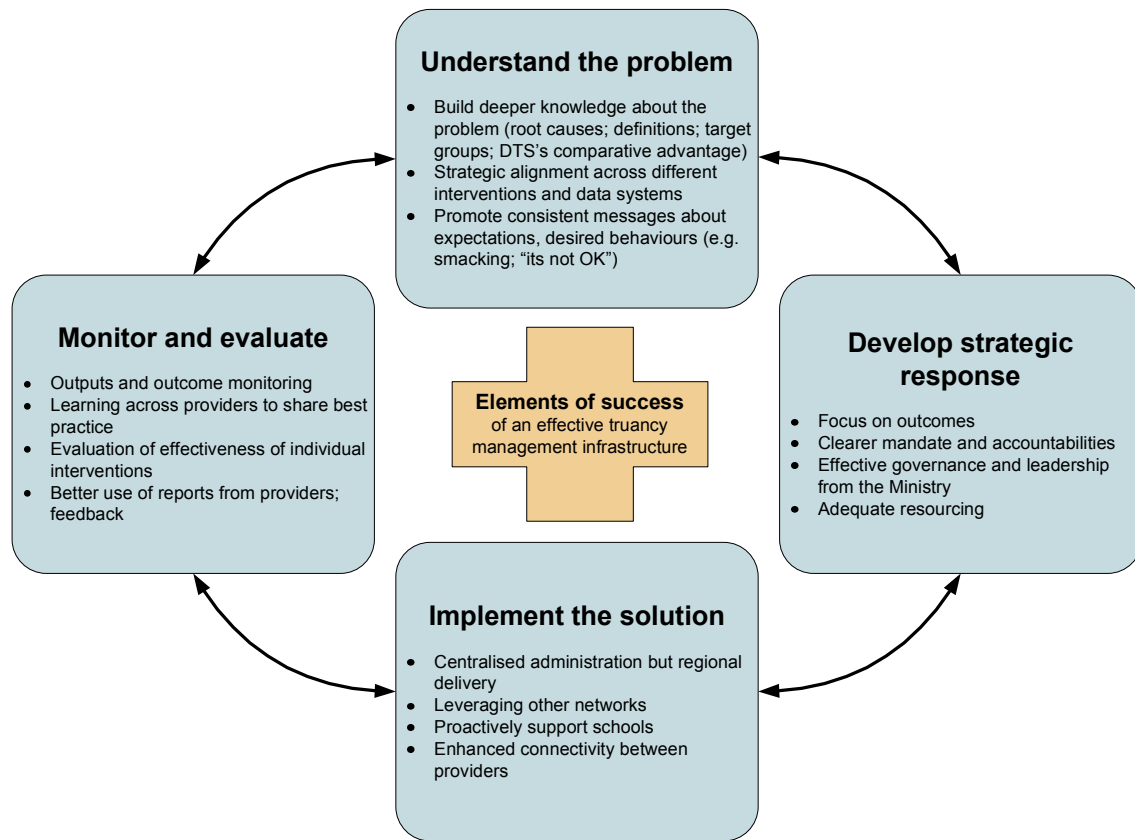 Understand the problem
• Build deeper knowledge about the
problem (root causes; definitions; target
groups; DTS's comparative advantage)
• Strategic alignment across different
interventions and data systems
• Promote consistent messages about
expectations, desired behaviours (e.g.
smacking; “its not OK”)
Monitor and evaluate
• Outputs and outcome monitoring
• Learning across providers to share best
practice
• Evaluation of effectiveness of individual
interventions
• Better use of reports from providers;
feedback
Elements of success
of an effective truancy
management infrastructure
Develop strategic
response
• Focus on outcomes
• Clearer mandate and accountabilities
• Effective governance and leadership
from the Ministry
• Adequate resourcing
Implement the solution
• Centralised administration but regional
delivery
• Leveraging other networks
• Proactively support schools
• Enhanced connectivity between
providers